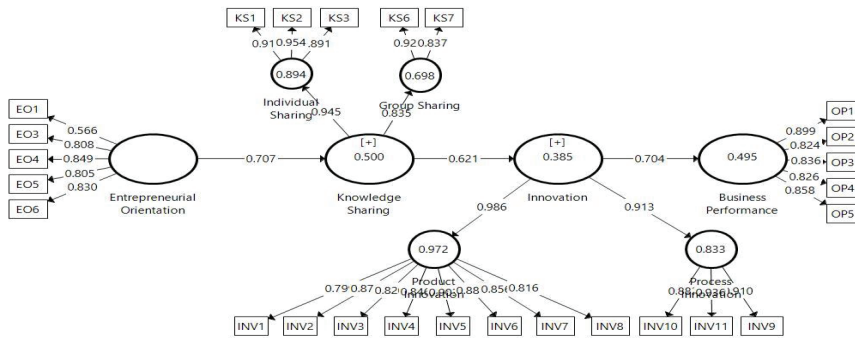 KS1 KS2 KS3 KS6 KS7
0.91 0.954 .891 0.92 0.837
0.894 0.698
Individual
Sharing
Group Sharing
0.945 0.835
EO1
EO3
EO4
EO5
EO6
0.566
0.808
0.849
0.805
0.830
Entrepreneurial
Orientation
0.707
[+]
0.500
Knowledge
Sharing
0.621
[+]
0.385
Innovation
0.704
0.495
Business
Performance
0.899
0.824
0.836
0.826
0.858
OP1
OP2
OP3
OP4
OP5
0.986 0.913
0.972 0.833
Product
Innovation
Process
Innovation
0.79 0.87 0.82 0.88 0.85 0.816
0.88 0.936 .910
INV1 INV2 INV3 INV4 INV5 INV6 INV7 INV8 INV10 INV11 INV9